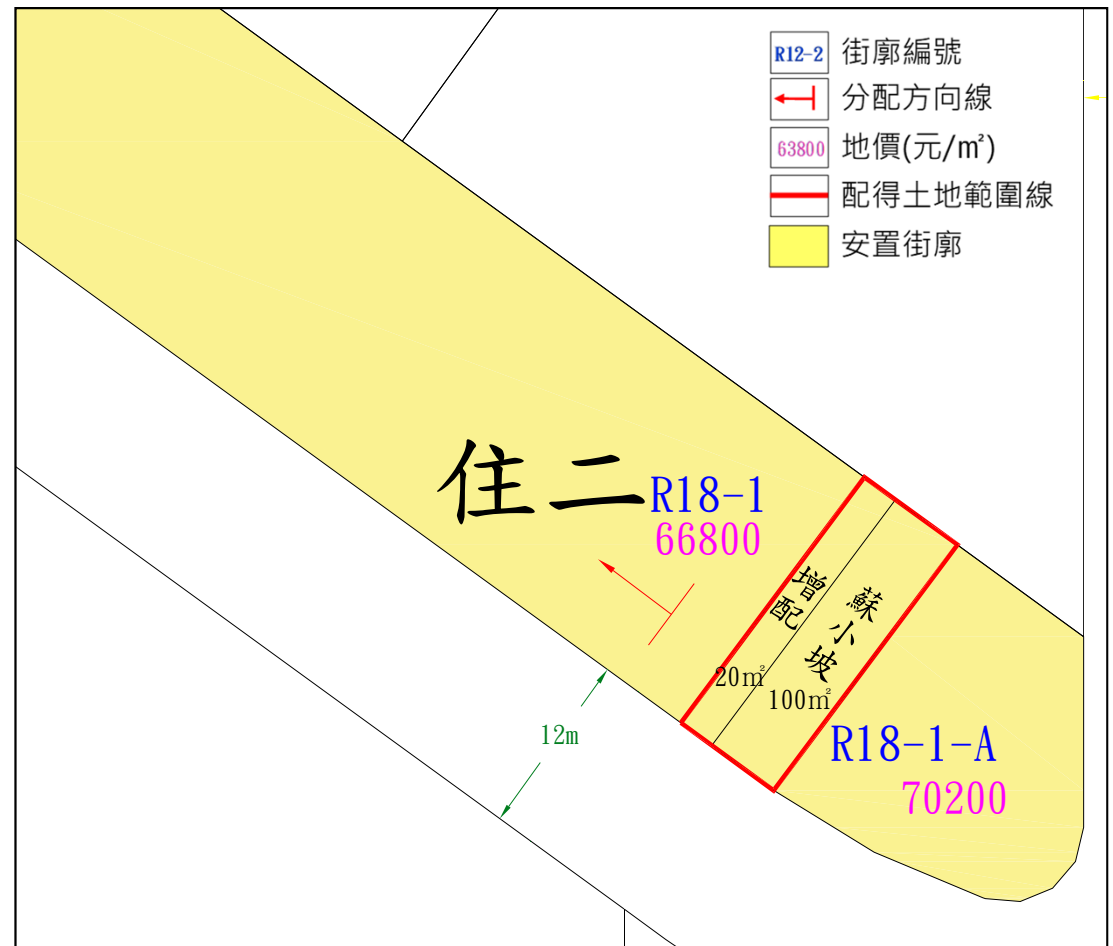 R12-2 街廓編號
分配方向線
63800 地價(元/㎡)
配得土地範圍線
安置街廓
住二
R18-1
66800
增配
20㎡
蘇小坡
100㎡
R18-1-A
70200
12m